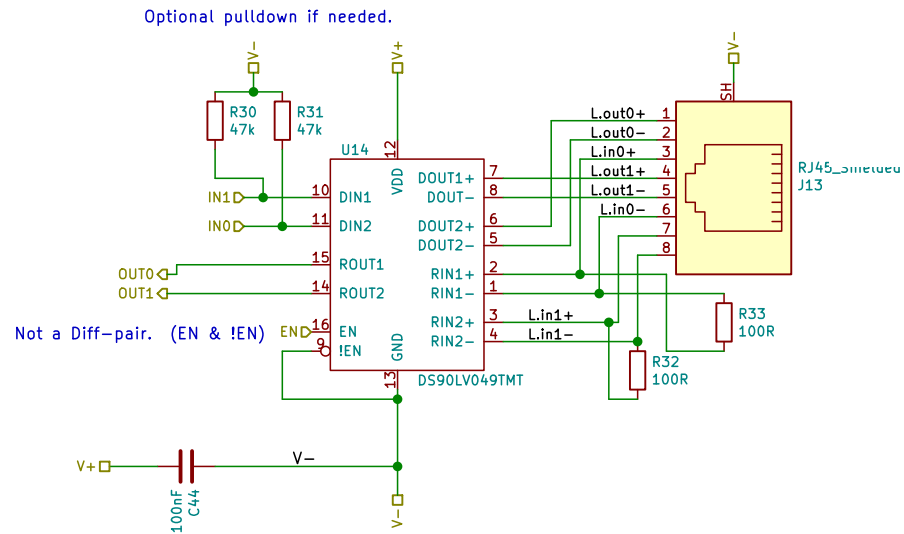 Optional pulldown if needed.
V-
V+
V-
R30
47k
R31
47k
SH
U14
12
VDD
L.out0+
1
L.out0-
2
L.in0+
3
L.out1+
4
L.out1-
5
L.in0-
6
7
8
J13
DOUT1+
7
DOUT-
8
DOUT2+
6
DOUT2-
5
RIN1+
2
RIN1-
1
RIN2+
3
L.in1+
RIN2-
4
L.in1-
IN1
10
DIN1
IN0
11
DIN2
OUT0
15
ROUT1
OUT1
14
ROUT2
Not a Diff-pair. (EN & !EN)
EN
16
EN
9
!EN
GND
13
DS90LV049TMT
R33
100R
R32
100R
V+
V-
100nF
C44
V-